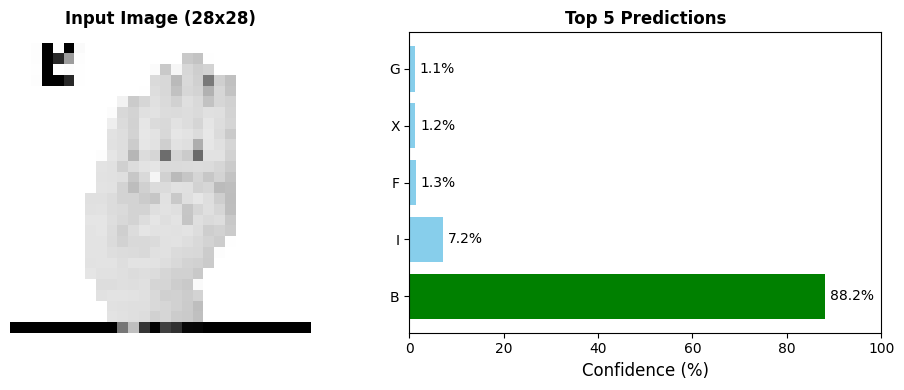 Input Image (28x28)
Top 5 Predictions
G
1.1%
X
1.2%
F
1.3%
I
7.2%
B
88.2%
0
20
40
60
80
100
Confidence (%)